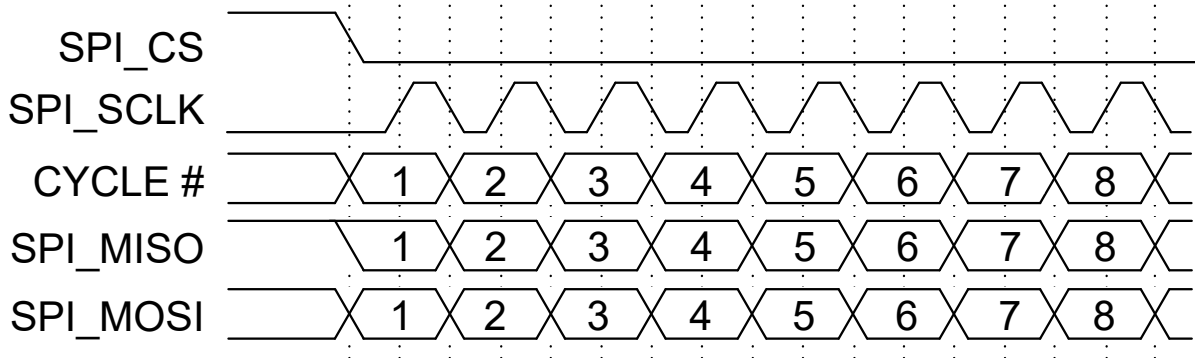 SPI_CS
SPI_SCLK
CYCLE # 1 2 3 4 5 6 7 8
SPI_MISO 1 2 3 4 5 6 7 8
SPI_MOSI 1 2 3 4 5 6 7 8